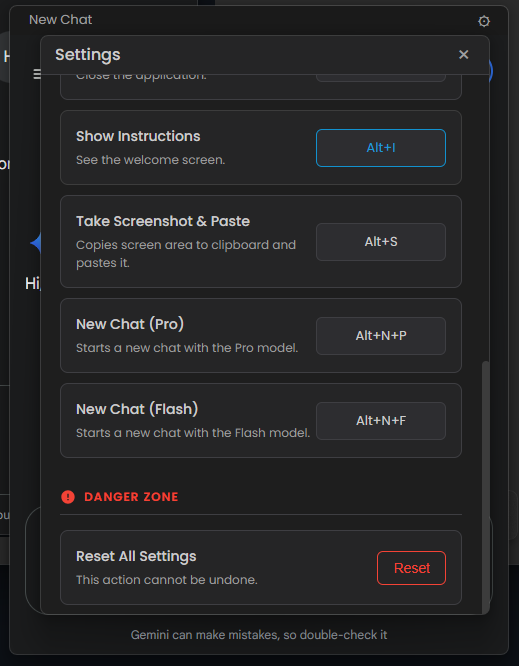 New Chat
Settings
Close the application.
Show Instructions
See the welcome screen.
Alt+I
Take Screenshot & Paste
Copies screen area to clipboard and
pastes it.
Alt+S
New Chat (Pro)
Starts a new chat with the Pro model.
Alt+N+P
New Chat (Flash)
Starts a new chat with the Flash model.
Alt+N+F
DANGER ZONE
Reset All Settings
This action cannot be undone.
Reset
Gemini can make mistakes, so double-check it